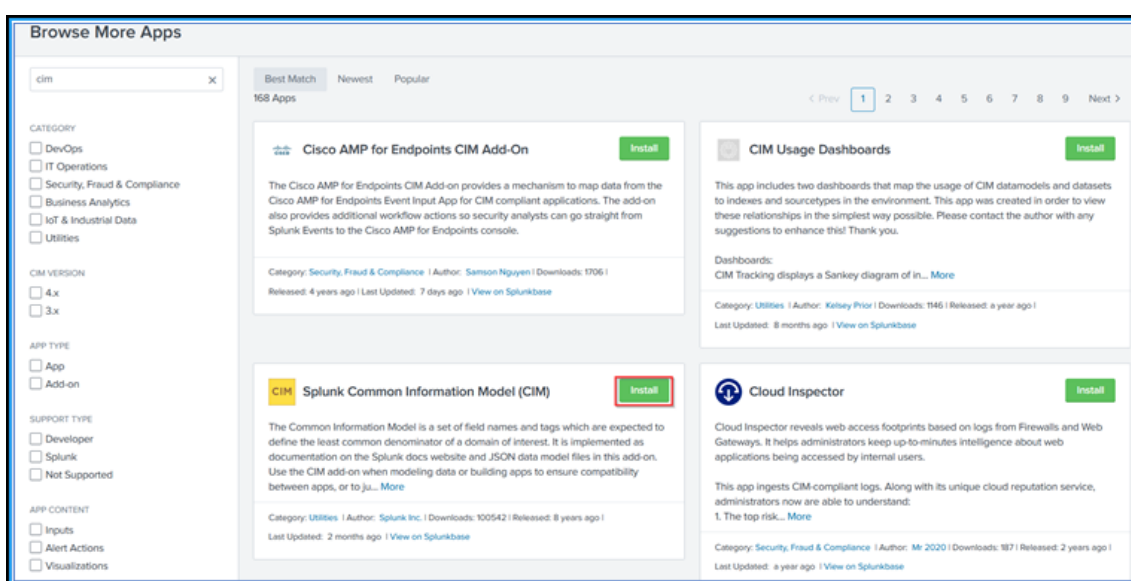 Browse More Apps
cim
CATEGORY
DevOps
IT Operations
Security, Fraud & Compliance
Business Analytics
IoT & Industrial Data
Utilities
CIM VERSION
4.x
3.x
APP TYPE
App
Add-on
SUPPORT TYPE
Developer
Splunk
Not Supported
APP CONTENT
Inputs
Alert Actions
Visualizations
Best Match Newest Popular
168 Apps
< Prev 1 2 3 4 5 6 7 8 9 Next >
CISCO
Cisco AMP for Endpoints CIM Add-On
Install
The Cisco AMP for Endpoints CIM Add-on provides a mechanism to map data from the
Cisco AMP for Endpoints Event Input App for CIM compliant applications. The add-on
also provides additional workflow actions so security analysts can go straight from
Splunk Events to the Cisco AMP for Endpoints console.
Category: Security, Fraud & Compliance | Author: Samson Nguyen | Downloads: 1706 |
Released: 4 years ago | Last Updated: 7 days ago | View on Splunkbase
CIM Usage Dashboards
Install
This app includes two dashboards that map the usage of CIM datamodels and datasets
to indexes and sourcetypes in the environment. This app was created in order to view
these relationships in the simplest way possible. Please contact the author with any
suggestions to enhance this! Thank you.
Dashboards:
CIM Tracking displays a Sankey diagram of in... More
Category: Utilities | Author: Kelsey Prior | Downloads: 1146 | Released: a year ago |
Last Updated: 8 months ago | View on Splunkbase
CIM
Splunk Common Information Model (CIM)
Install
The Common Information Model is a set of field names and tags which are expected to
define the least common denominator of a domain of interest. It is implemented as
documentation on the Splunk docs website and JSON data model files in this add-on.
Use the CIM add-on when modeling data or building apps to ensure compatibility
between apps, or to ju... More
Category: Utilities | Author: Splunk Inc. | Downloads: 100542 | Released: 8 years ago |
Last Updated: 2 months ago | View on Splunkbase
Cloud Inspector
Install
Cloud Inspector reveals web access footprints based on logs from Firewalls and Web
Gateways. It helps administrators keep up-to-minutes intelligence about web
applications being accessed by internal users.
This app ingests CIM-compliant logs. Along with its unique cloud reputation service,
administrators now are able to understand:
1. The top risk... More
Category: Security, Fraud & Compliance | Author: Mr 2020 | Downloads: 187 | Released: 2 years ago |
Last Updated: a year ago | View on Splunkbase